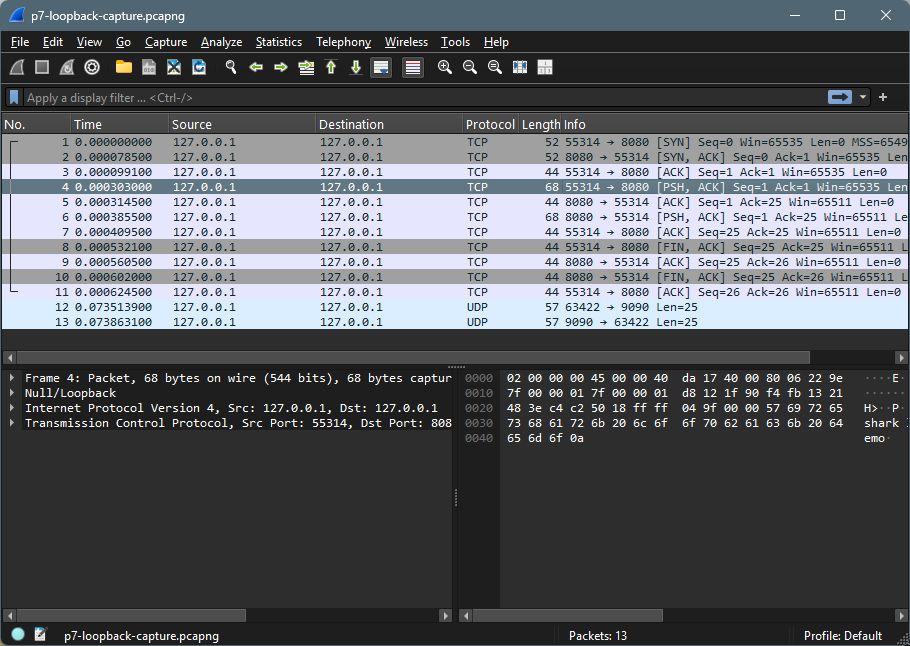 p7-loopback-capture.pcapng
File Edit View Go Capture Analyze Statistics Telephony Wireless Tools Help
Apply a display filter ... <Ctrl-/>
No. Time Source Destination Protocol Length Info
1 0.000000000 127.0.0.1 127.0.0.1 TCP 52 55314 → 8080 [SYN] Seq=0 Win=65535 Len=0 MSS=6549
2 0.000078500 127.0.0.1 127.0.0.1 TCP 52 8080 → 55314 [SYN, ACK] Seq=0 Ack=1 Win=65535 Len
3 0.000099100 127.0.0.1 127.0.0.1 TCP 44 55314 → 8080 [ACK] Seq=1 Ack=1 Win=65535 Len=0
4 0.000303000 127.0.0.1 127.0.0.1 TCP 68 55314 → 8080 [PSH, ACK] Seq=1 Ack=1 Win=65535 Len
5 0.000314500 127.0.0.1 127.0.0.1 TCP 44 8080 → 55314 [ACK] Seq=1 Ack=25 Win=65511 Len=0
6 0.000385500 127.0.0.1 127.0.0.1 TCP 68 8080 → 55314 [PSH, ACK] Seq=1 Ack=25 Win=65511 Le
7 0.000409500 127.0.0.1 127.0.0.1 TCP 44 55314 → 8080 [ACK] Seq=25 Ack=25 Win=65511 Len=0
8 0.000532100 127.0.0.1 127.0.0.1 TCP 44 55314 → 8080 [FIN, ACK] Seq=25 Ack=25 Win=65511 L
9 0.000560500 127.0.0.1 127.0.0.1 TCP 44 8080 → 55314 [ACK] Seq=25 Ack=26 Win=65511 Len=0
10 0.000602000 127.0.0.1 127.0.0.1 TCP 44 8080 → 55314 [FIN, ACK] Seq=25 Ack=26 Win=65511 L
11 0.000624500 127.0.0.1 127.0.0.1 TCP 44 55314 → 8080 [ACK] Seq=26 Ack=26 Win=65511 Len=0
12 0.073513900 127.0.0.1 127.0.0.1 UDP 57 63422 → 9090 Len=25
13 0.073863100 127.0.0.1 127.0.0.1 UDP 57 9090 → 63422 Len=25
Frame 4: Packet, 68 bytes on wire (544 bits), 68 bytes captur
Null/Loopback
Internet Protocol Version 4, Src: 127.0.0.1, Dst: 127.0.0.1
Transmission Control Protocol, Src Port: 55314, Dst Port: 808
0000 02 00 00 00 45 00 00 40 da 17 40 00 80 06 22 9e ····E·
0010 7f 00 00 01 7f 00 00 01 d8 12 1f 90 f4 fb 13 21 ······
0020 48 3e c4 c2 50 18 ff ff 04 9f 00 00 57 69 72 65 H>··P·
0030 73 68 61 72 6b 20 6c 6f 6f 70 62 61 63 6b 20 64 shark
0040 65 6d 6f 0a emo·
p7-loopback-capture.pcapng
Packets: 13
Profile: Default